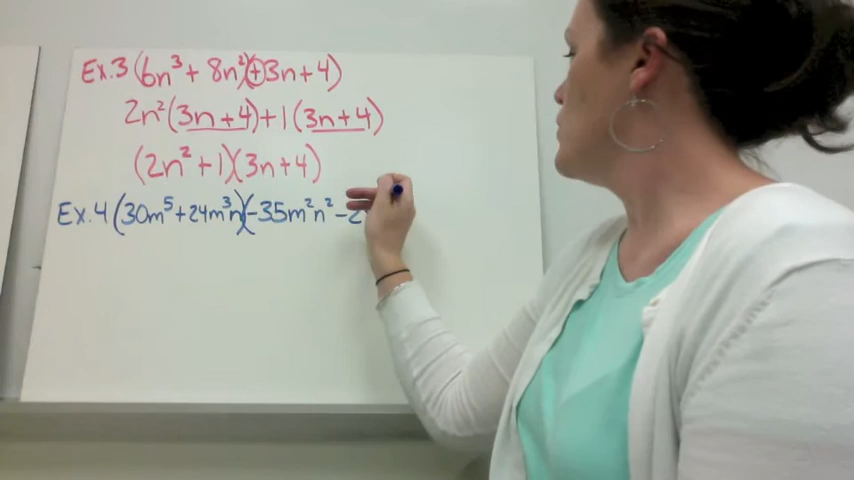 Ex.3 (6n³ + 8n²)(+3n + 4)
2n²(3n + 4) + 1(3n + 4)
(2n² + 1)(3n + 4)
Ex.4 (30m⁵ + 24m³n)(-35m²n² - 2